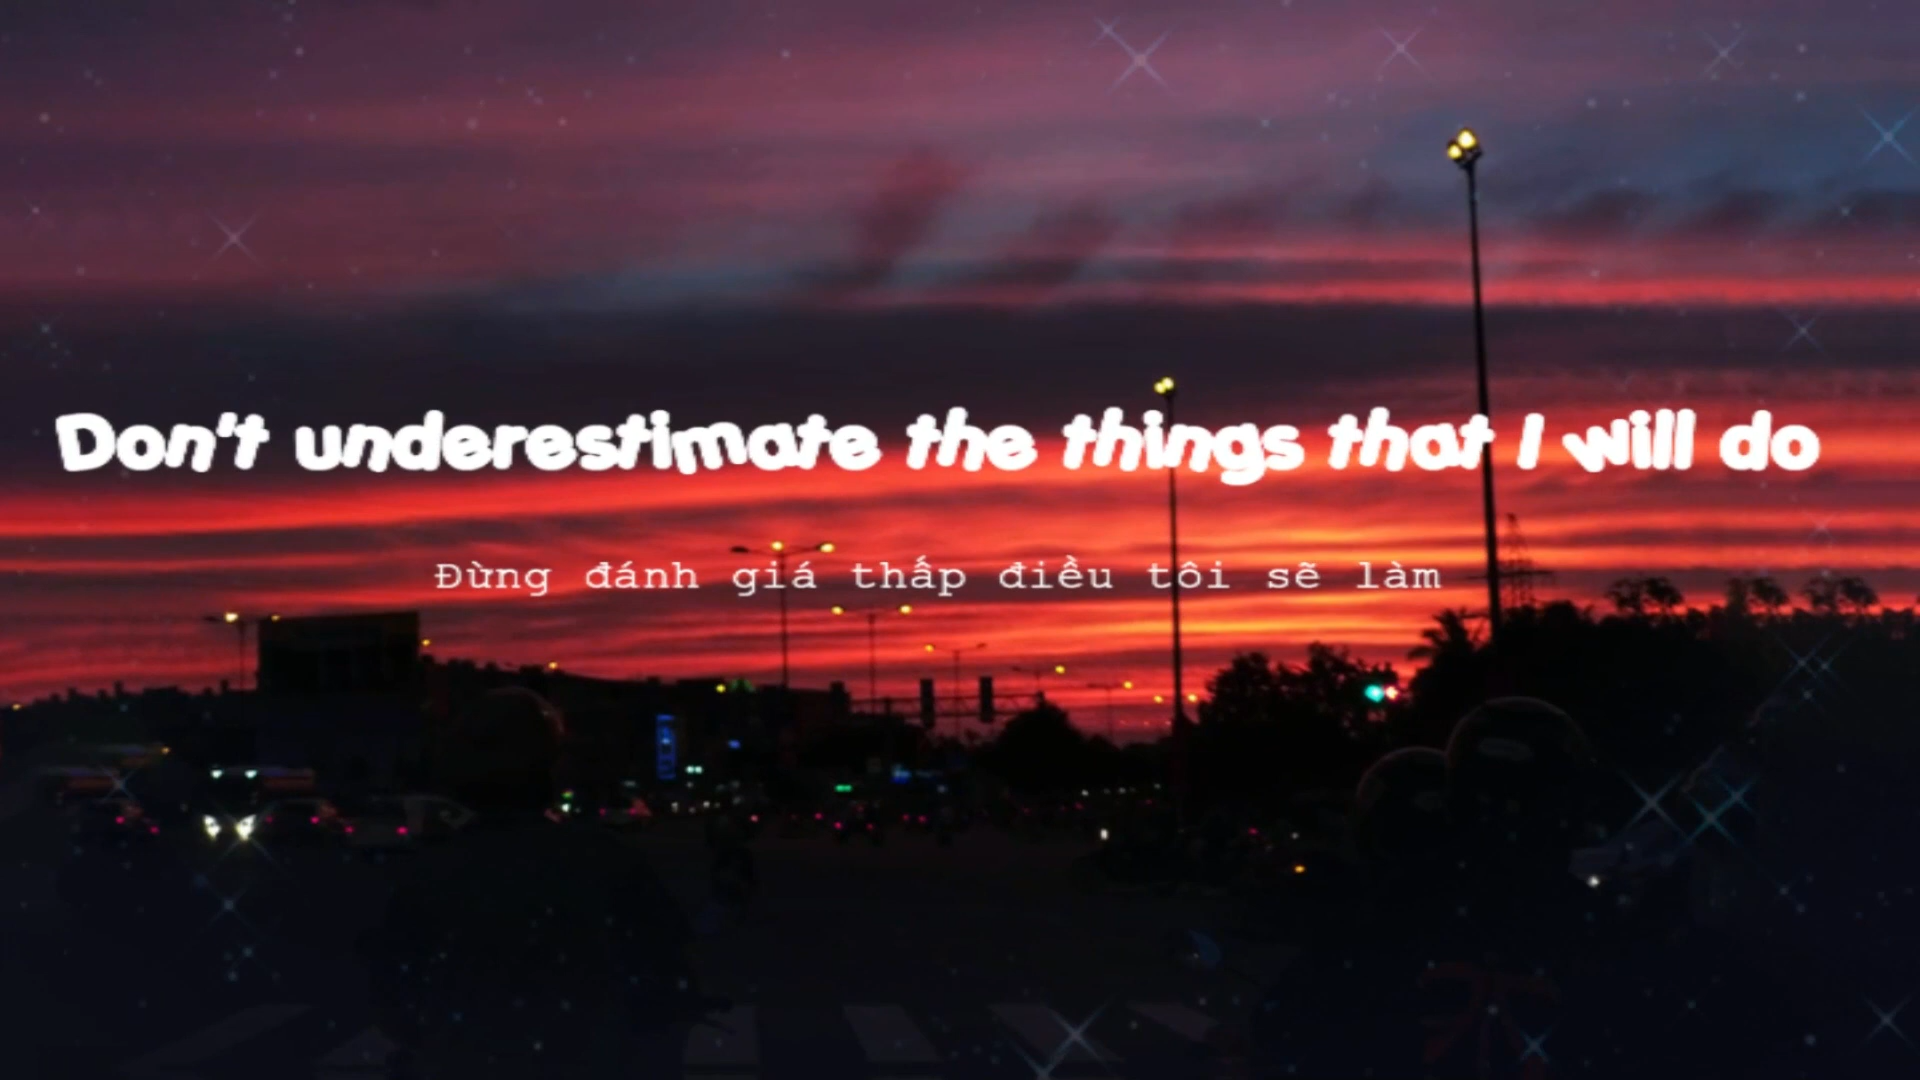 Don't underestimate the things that I will do
Đừng đánh giá thấp điều tôi sẽ làm